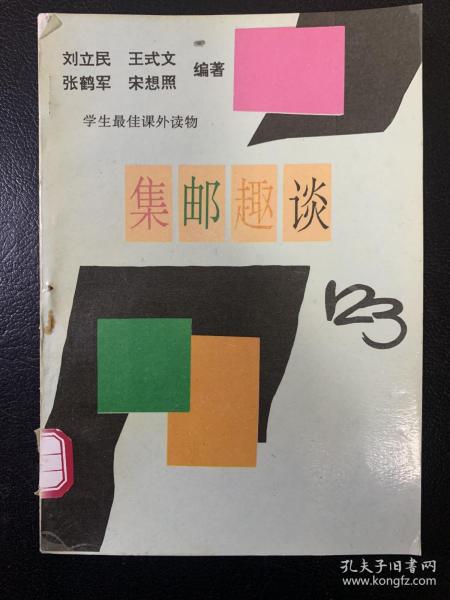 刘立民 王式文
张鹤军 宋想照
编著
学生最佳课外读物
集邮趣谈
123
孔夫子旧书网
www.kongfz.com